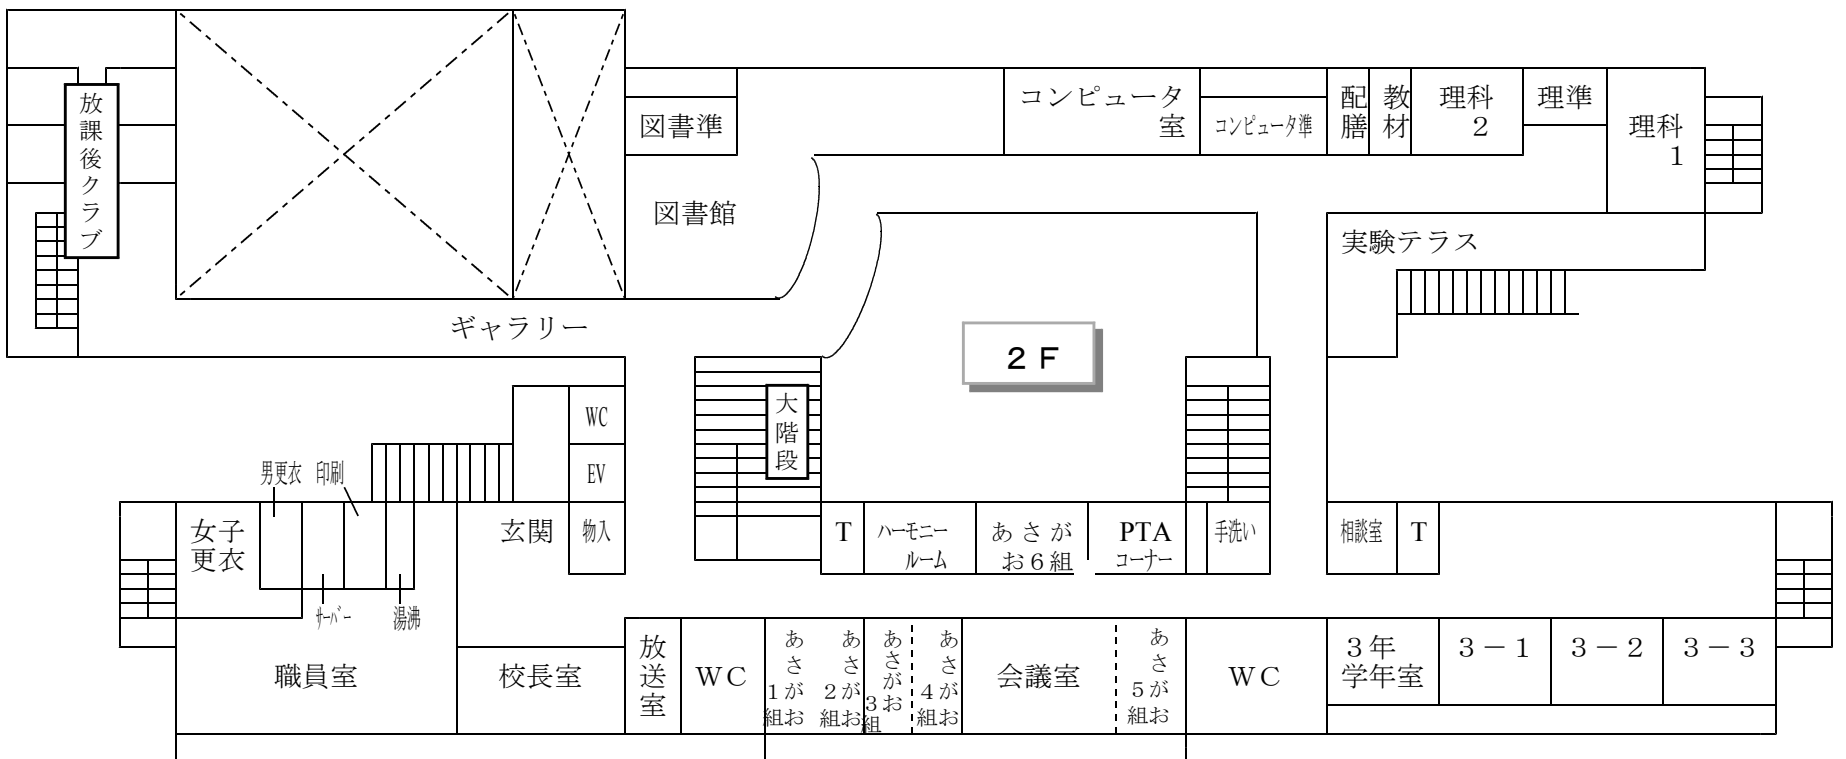 放課後クラブ
図書準
図書館
コンピュータ
室
コンピュータ準
配膳
教材
理科
２
理準
理科
１
実験テラス
ギャラリー
２Ｆ
大階段
WC
EV
物入
男更衣
印刷
女子
更衣
玄関
サーバー
湯沸
T
ハーモニー
ルーム
あさが
お６組
PTA
コーナー
手洗い
相談室
T
職員室
校長室
放送室
ＷＣ
あさがお１組
あさがお２組
あさがお３組
あさがお４組
会議室
あさがお５組
ＷＣ
３年
学年室
３－１
３－２
３－３